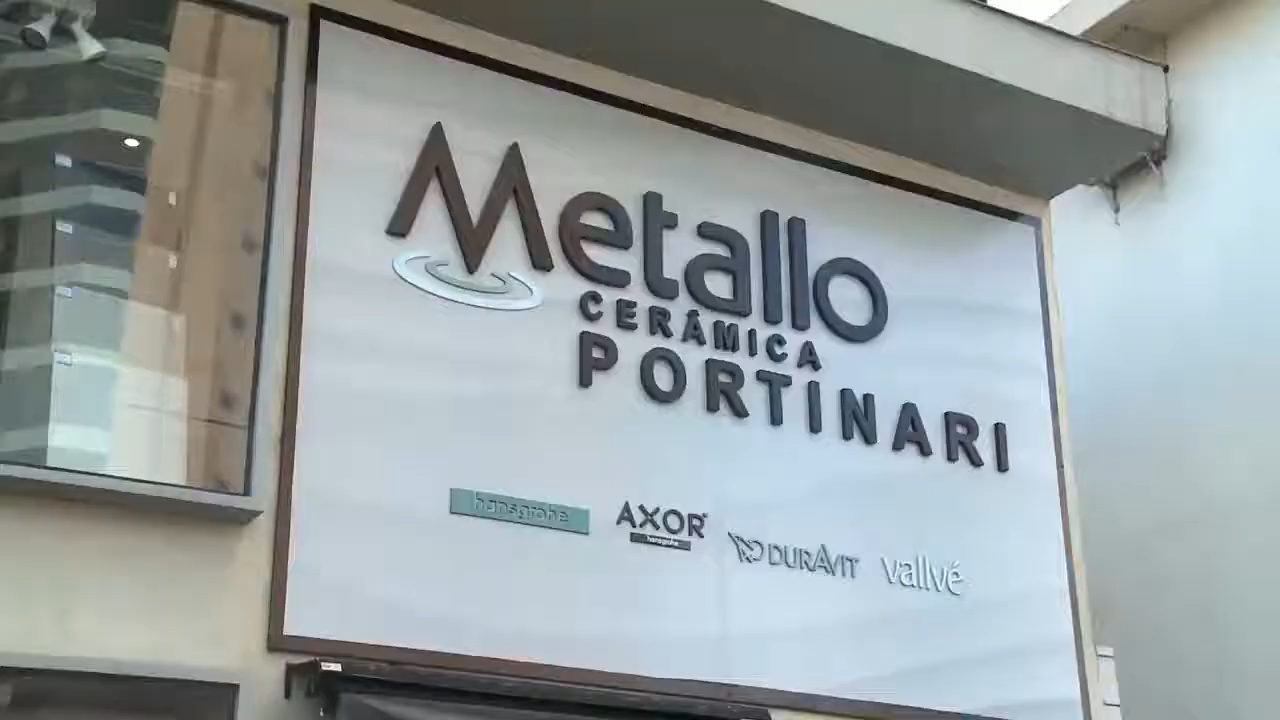 Metallo
CERÂMICA
PORTINARI
hansgrohe
AXOR
hansgrohe
DURAVIT
vallvé